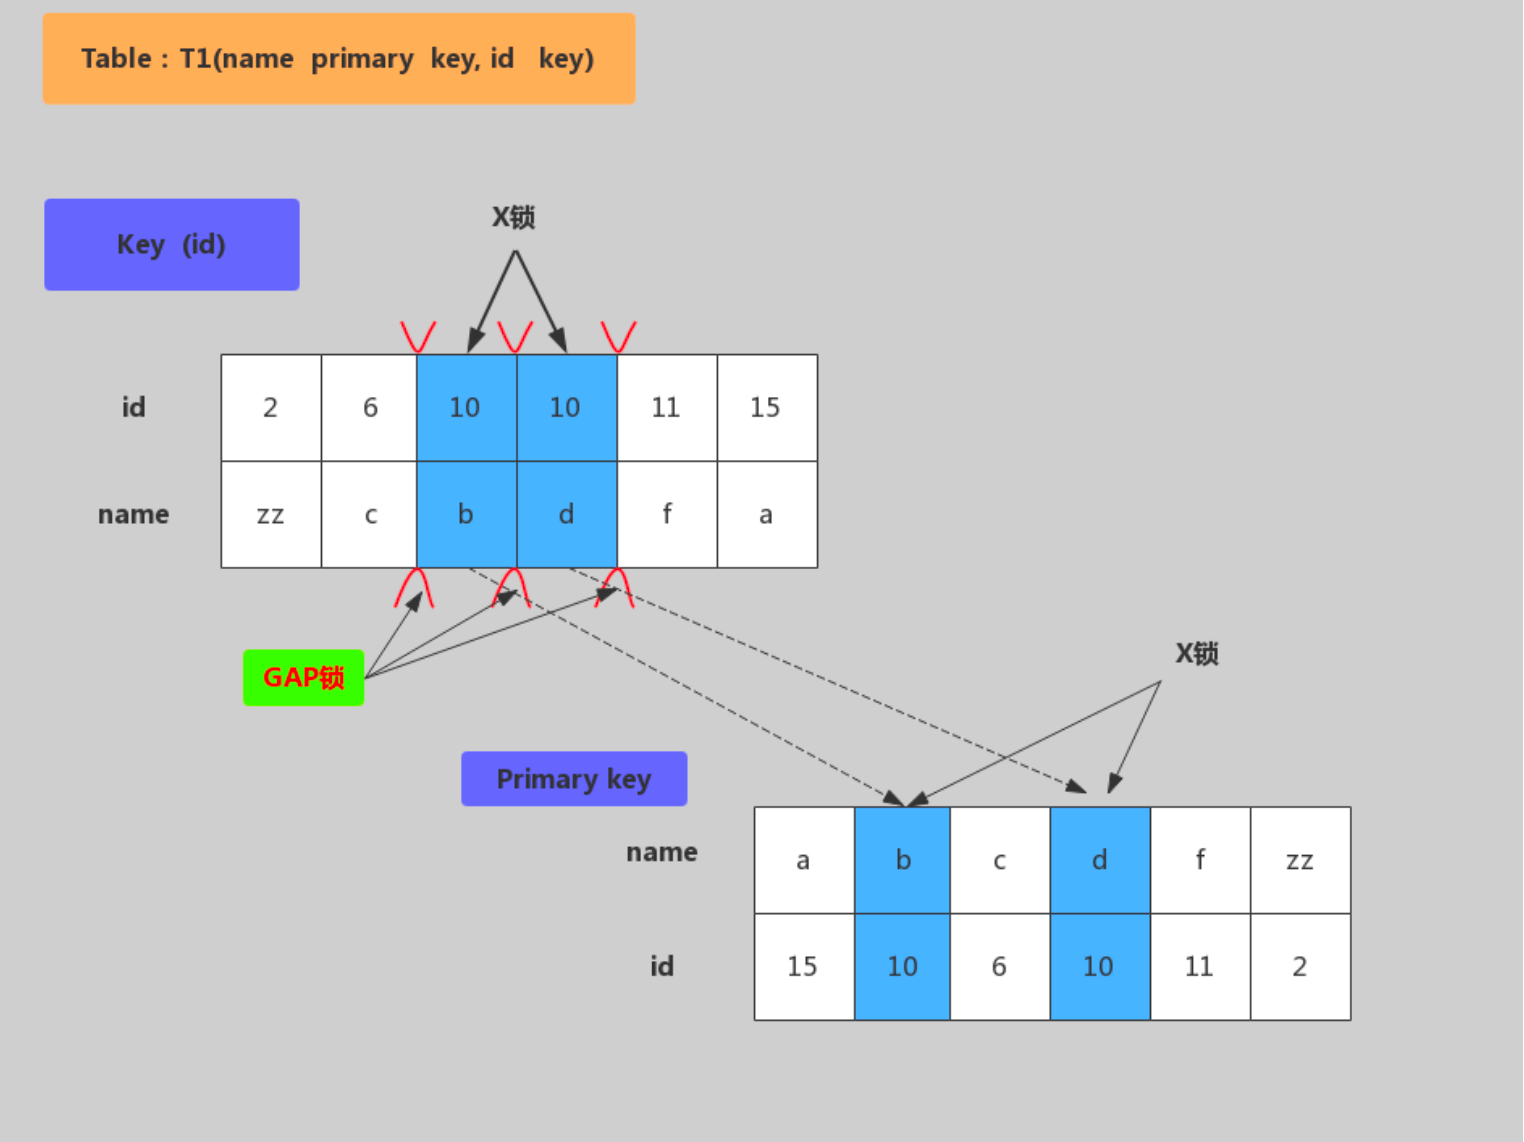 Table : T1(name primary key, id key)
Key (id)
X锁
id 2 6 10 10 11 15
name zz c b d f a
GAP锁
X锁
Primary key
name a b c d f zz
id 15 10 6 10 11 2